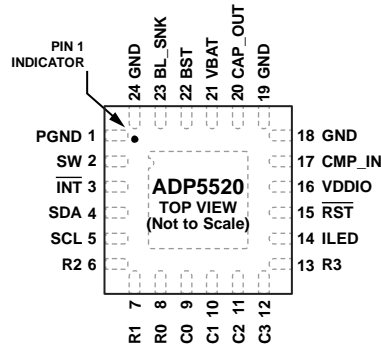 PIN 1
INDICATOR
24 GND
23 BL_SNK
22 BST
21 VBAT
20 CAP_OUT
19 GND
PGND 1
SW 2
INT 3
SDA 4
SCL 5
R2 6
18 GND
17 CMP_IN
16 VDDIO
15 RST
14 ILED
13 R3
ADP5520
TOP VIEW
(Not to Scale)
R1 7
R0 8
C0 9
C1 10
C2 11
C3 12